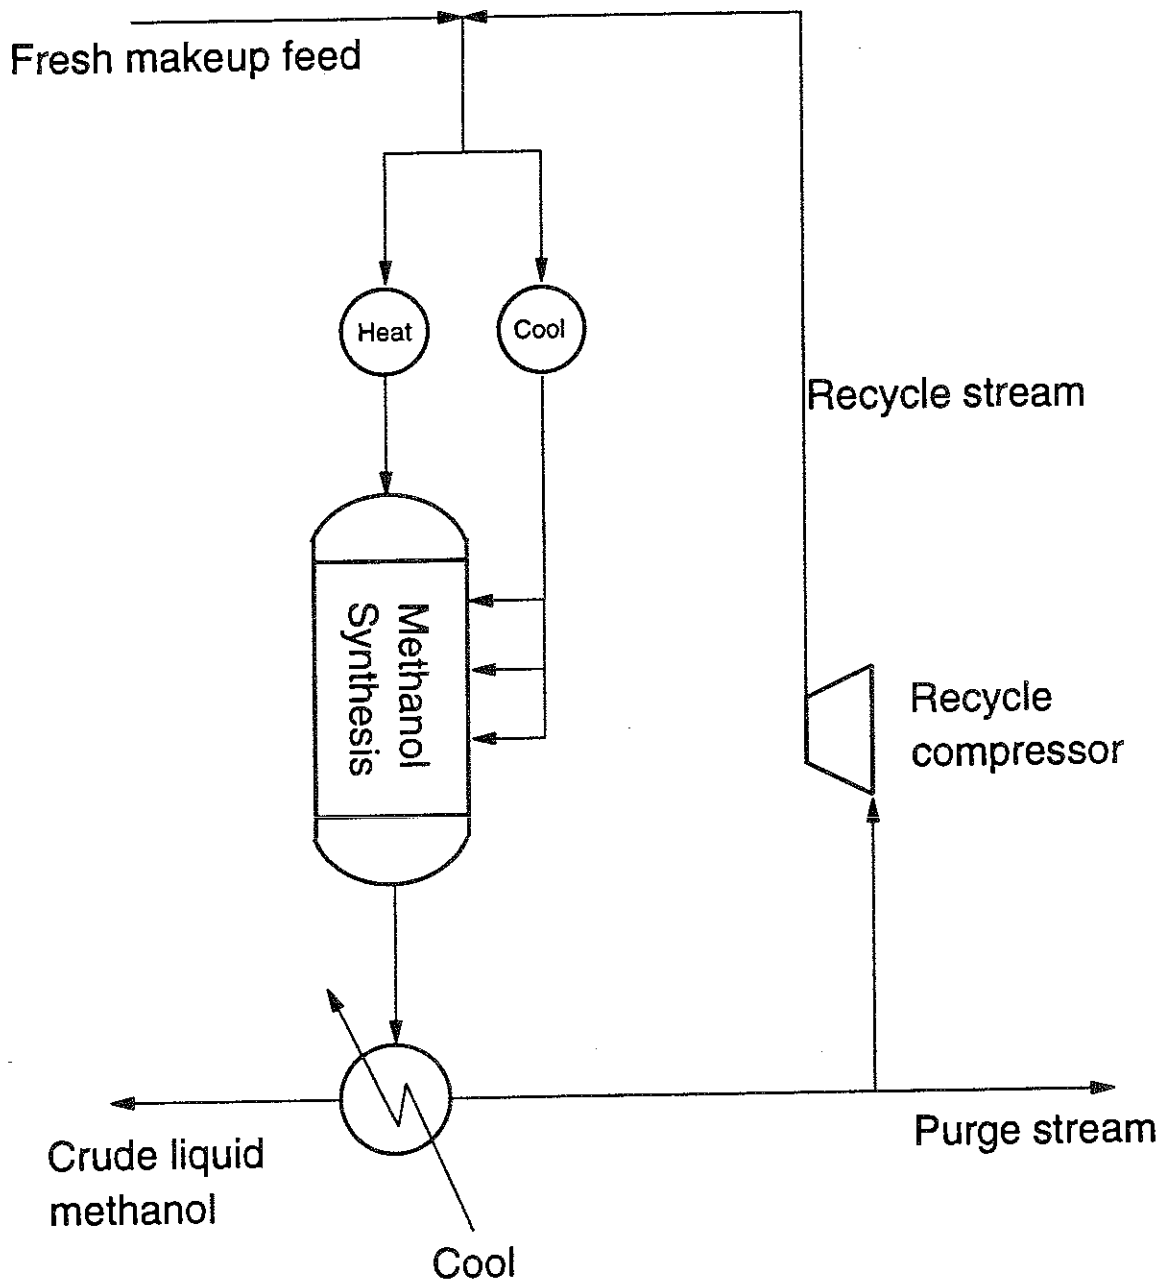 Fresh makeup feed
Heat
Cool
Recycle stream
Methanol
Synthesis
Recycle
compressor
Crude liquid
methanol
Purge stream
Cool